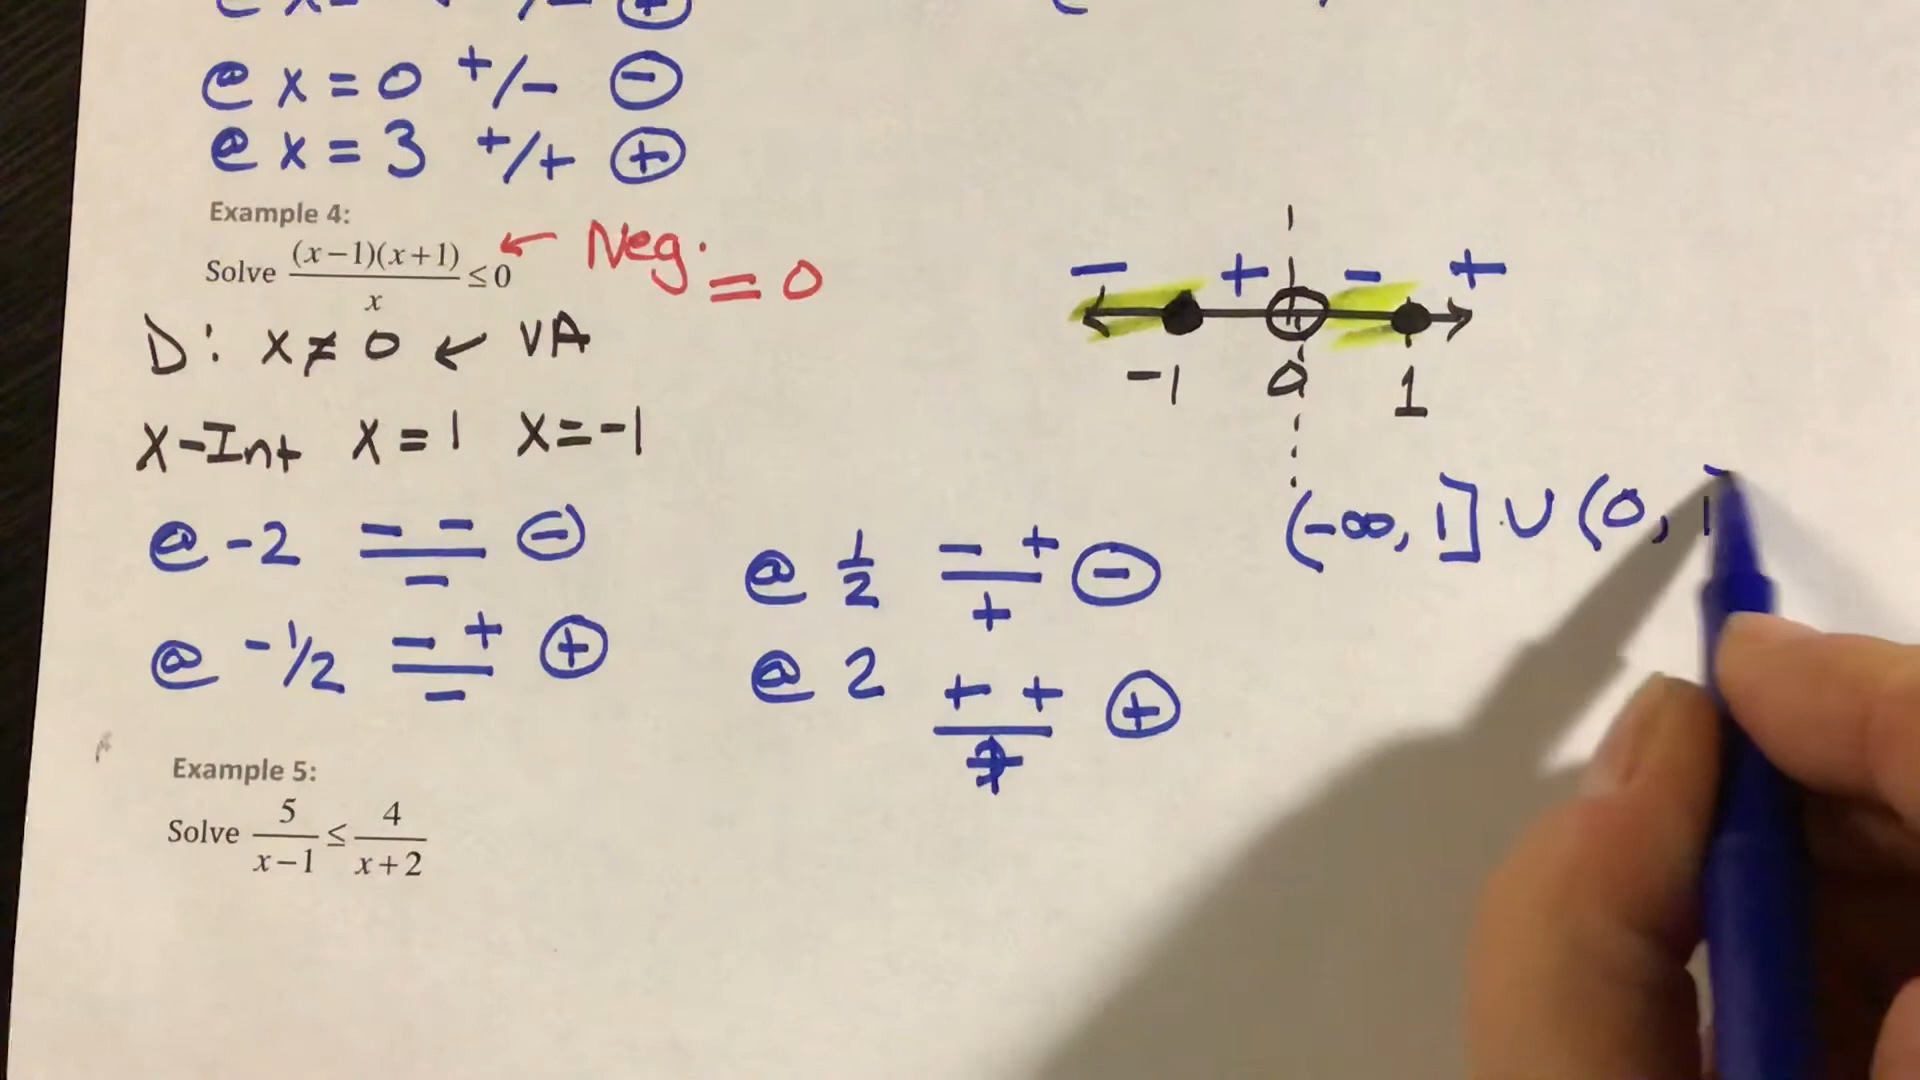 @ x = 0 +/- ⊖
@ x = 3 +/+ ⊕
Example 4:
Solve (x−1)(x+1)/x ≤ 0 ← Neg. = 0
D: x ≠ 0 ← VA
X-Int X = 1 X = -1
@ -2 - -/- ⊖
@ -1/2 - +/- ⊕
@ 1/2 - +/+ ⊖
@ 2 + +/+ ⊕
- + - +
-1 0 1
(-∞, 1] ∪ (0, 1]
Example 5:
Solve 5/(x−1) ≤ 4/(x+2)